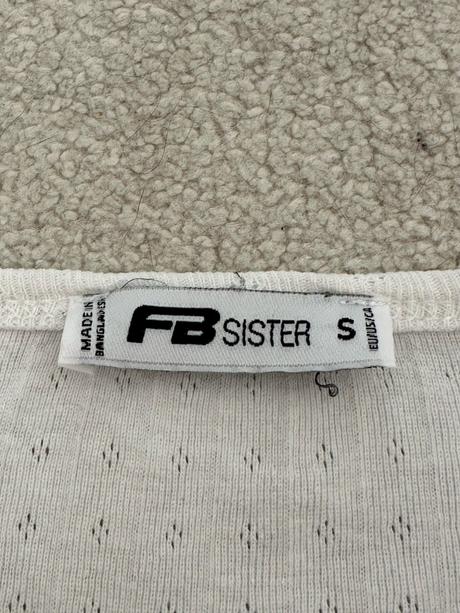 MADE IN
BANGLADESH
FB SISTER
S
EU/US/CA